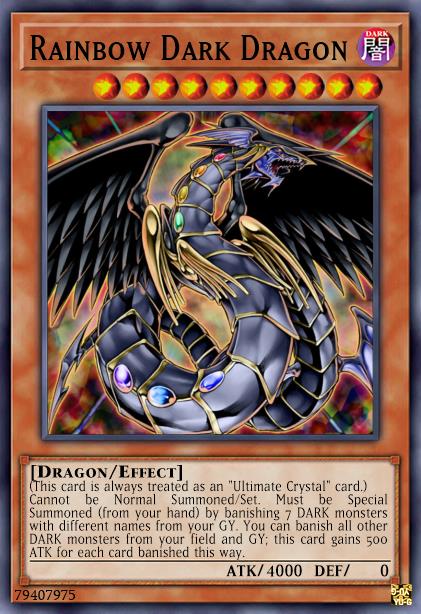 Rainbow Dark Dragon
DARK
闇
[Dragon/Effect]
(This card is always treated as an "Ultimate Crystal" card.)
Cannot be Normal Summoned/Set. Must be Special
Summoned (from your hand) by banishing 7 DARK monsters
with different names from your GY. You can banish all other
DARK monsters from your field and GY; this card gains 500
ATK for each card banished this way.
ATK/ 4000 DEF/ 0
79407975